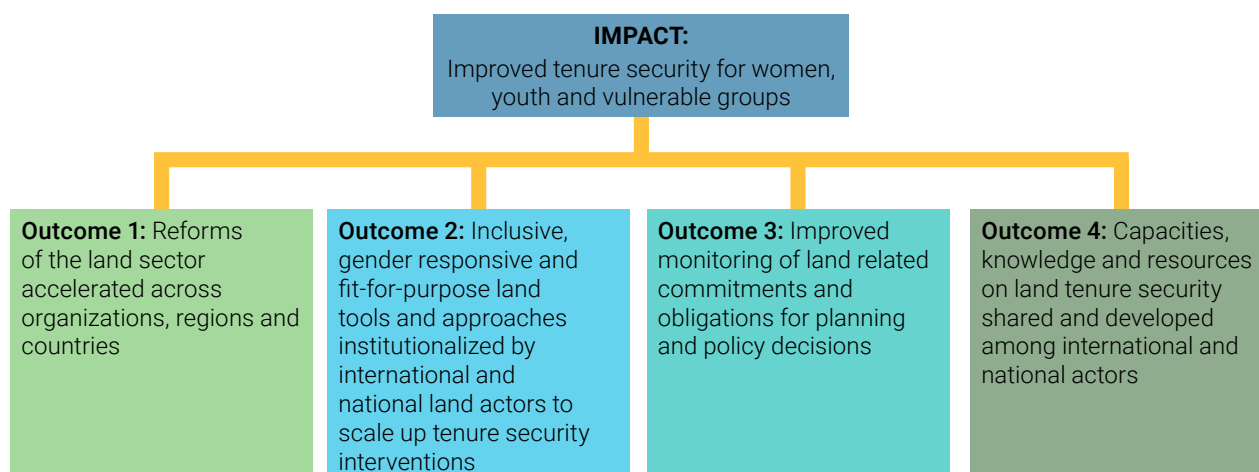 IMPACT:
Improved tenure security for women,
youth and vulnerable groups
Outcome 1: Reforms
of the land sector
accelerated across
organizations, regions and
countries
Outcome 2: Inclusive,
gender responsive and
fit-for-purpose land
tools and approaches
institutionalized by
international and
national land actors to
scale up tenure security
interventions
Outcome 3: Improved
monitoring of land related
commitments and
obligations for planning
and policy decisions
Outcome 4: Capacities,
knowledge and resources
on land tenure security
shared and developed
among international and
national actors